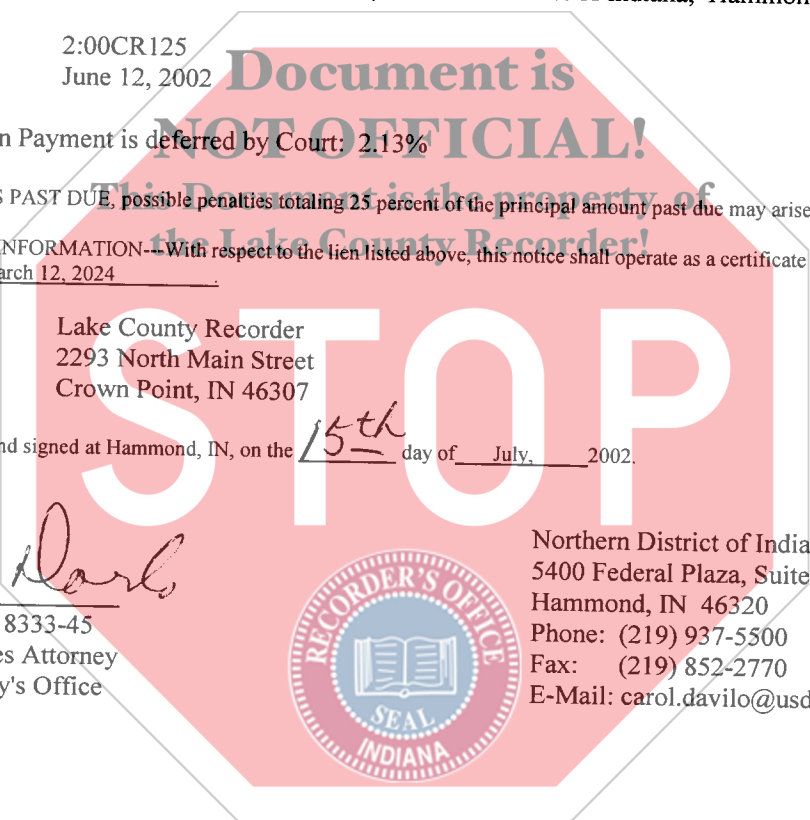 Indiana, Hammon
2:00CR125
June 12, 2002
Document is
NOT OFFICIAL!
n Payment is deferred by Court: 2.13%
This Document is the property of
S PAST DUE, possible penalties totaling 25 percent of the principal amount past due may arise
the Lake County Recorder!
INFORMATION---With respect to the lien listed above, this notice shall operate as a certificate
arch 12, 2024 .
STOP
Lake County Recorder
2293 North Main Street
Crown Point, IN 46307
nd signed at Hammond, IN, on the 15th day of July, 2002.
8333-45
es Attorney
y's Office
Northern District of India
5400 Federal Plaza, Suite
Hammond, IN 46320
Phone: (219) 937-5500
Fax: (219) 852-2770
E-Mail: carol.davilo@usd
RECORDER'S OFFICE
SEAL
INDIANA